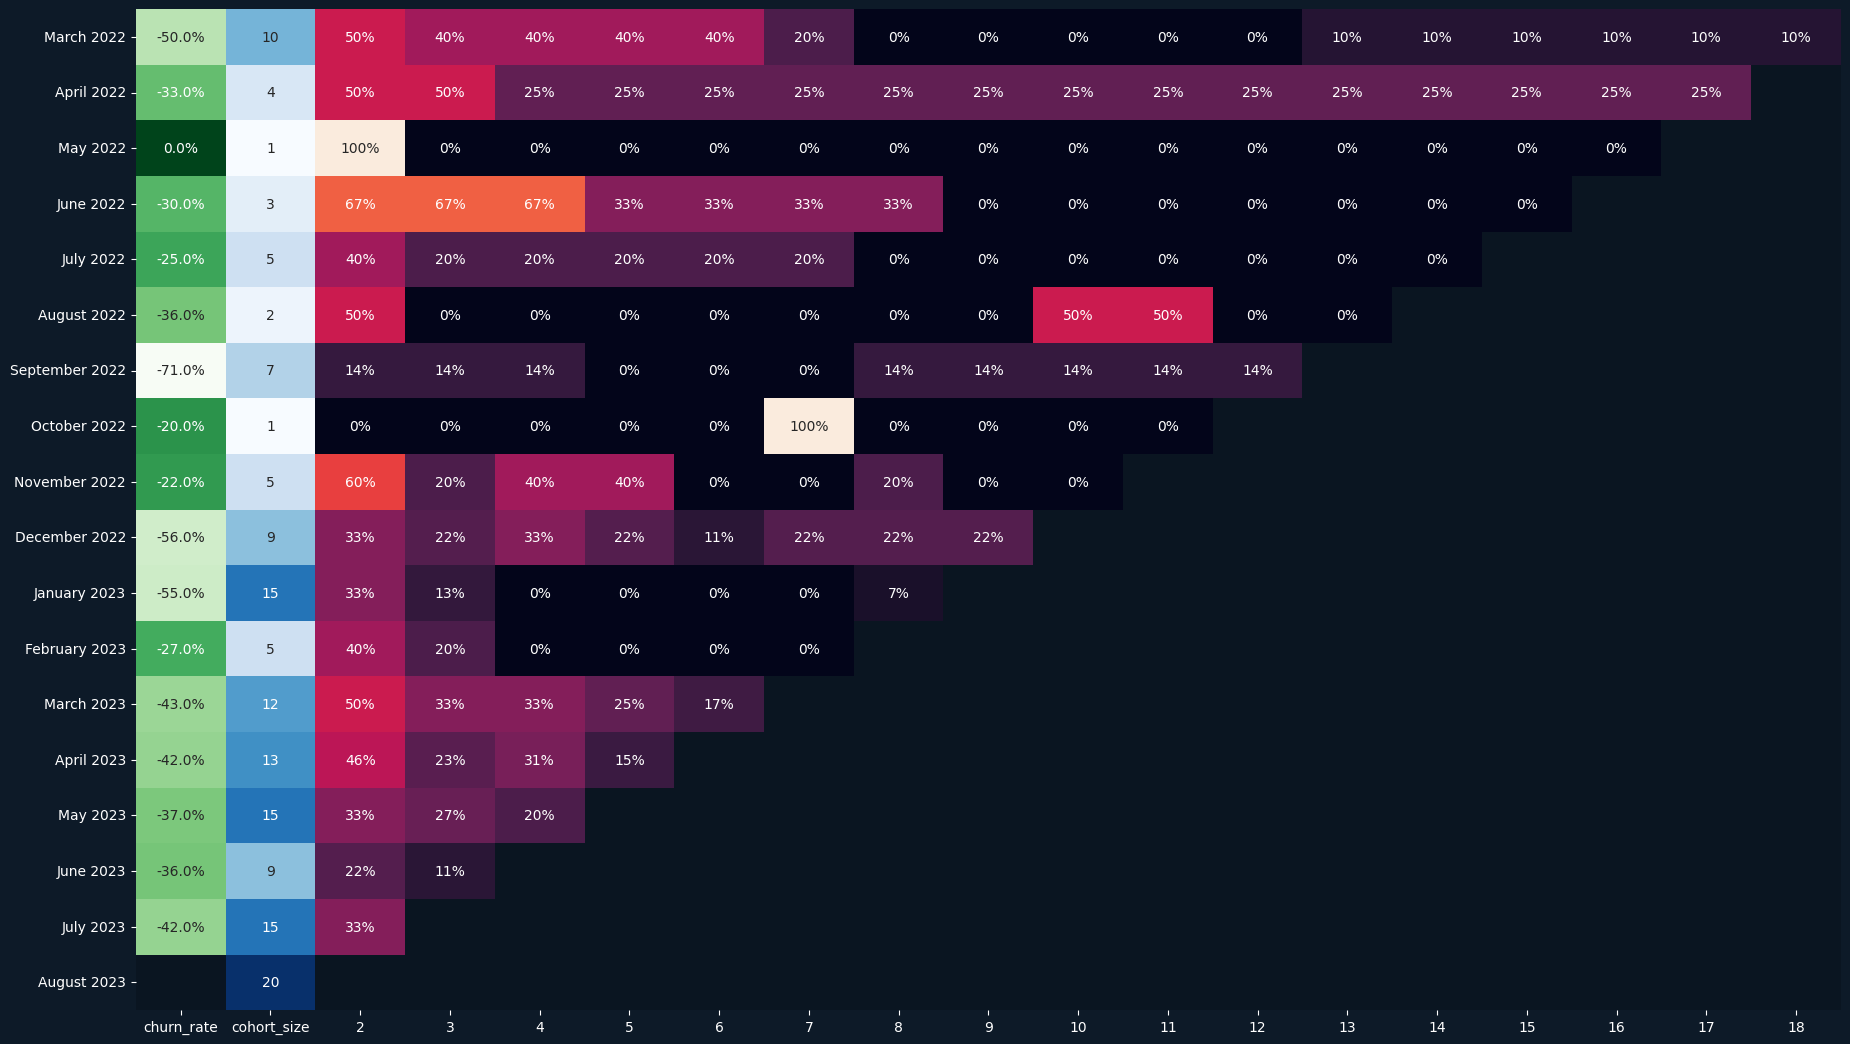 March 2022 -50.0% 10 50% 40% 40% 40% 40% 20% 0% 0% 0% 0% 0% 10% 10% 10% 10% 10% 10%
April 2022 -33.0% 4 50% 50% 25% 25% 25% 25% 25% 25% 25% 25% 25% 25% 25% 25% 25% 25%
May 2022 0.0% 1 100% 0% 0% 0% 0% 0% 0% 0% 0% 0% 0% 0% 0% 0% 0%
June 2022 -30.0% 3 67% 67% 67% 33% 33% 33% 33% 0% 0% 0% 0% 0% 0% 0%
July 2022 -25.0% 5 40% 20% 20% 20% 20% 20% 0% 0% 0% 0% 0% 0% 0%
August 2022 -36.0% 2 50% 0% 0% 0% 0% 0% 0% 0% 50% 50% 0% 0%
September 2022 -71.0% 7 14% 14% 14% 0% 0% 0% 14% 14% 14% 14% 14%
October 2022 -20.0% 1 0% 0% 0% 0% 0% 100% 0% 0% 0% 0%
November 2022 -22.0% 5 60% 20% 40% 40% 0% 0% 20% 0% 0%
December 2022 -56.0% 9 33% 22% 33% 22% 11% 22% 22% 22%
January 2023 -55.0% 15 33% 13% 0% 0% 0% 0% 7%
February 2023 -27.0% 5 40% 20% 0% 0% 0% 0%
March 2023 -43.0% 12 50% 33% 33% 25% 17%
April 2023 -42.0% 13 46% 23% 31% 15%
May 2023 -37.0% 15 33% 27% 20%
June 2023 -36.0% 9 22% 11%
July 2023 -42.0% 15 33%
August 2023 20
churn_rate cohort_size 2 3 4 5 6 7 8 9 10 11 12 13 14 15 16 17 18